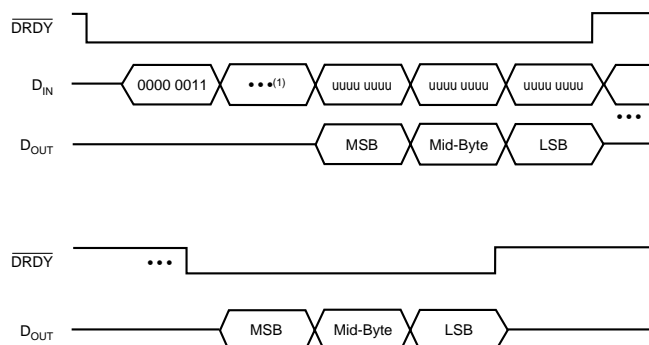 DRDY
DIN 0000 0011 •••(1) uuuu uuuu uuuu uuuu uuuu uuuu
•••
DOUT MSB Mid-Byte LSB
DRDY •••
DOUT MSB Mid-Byte LSB